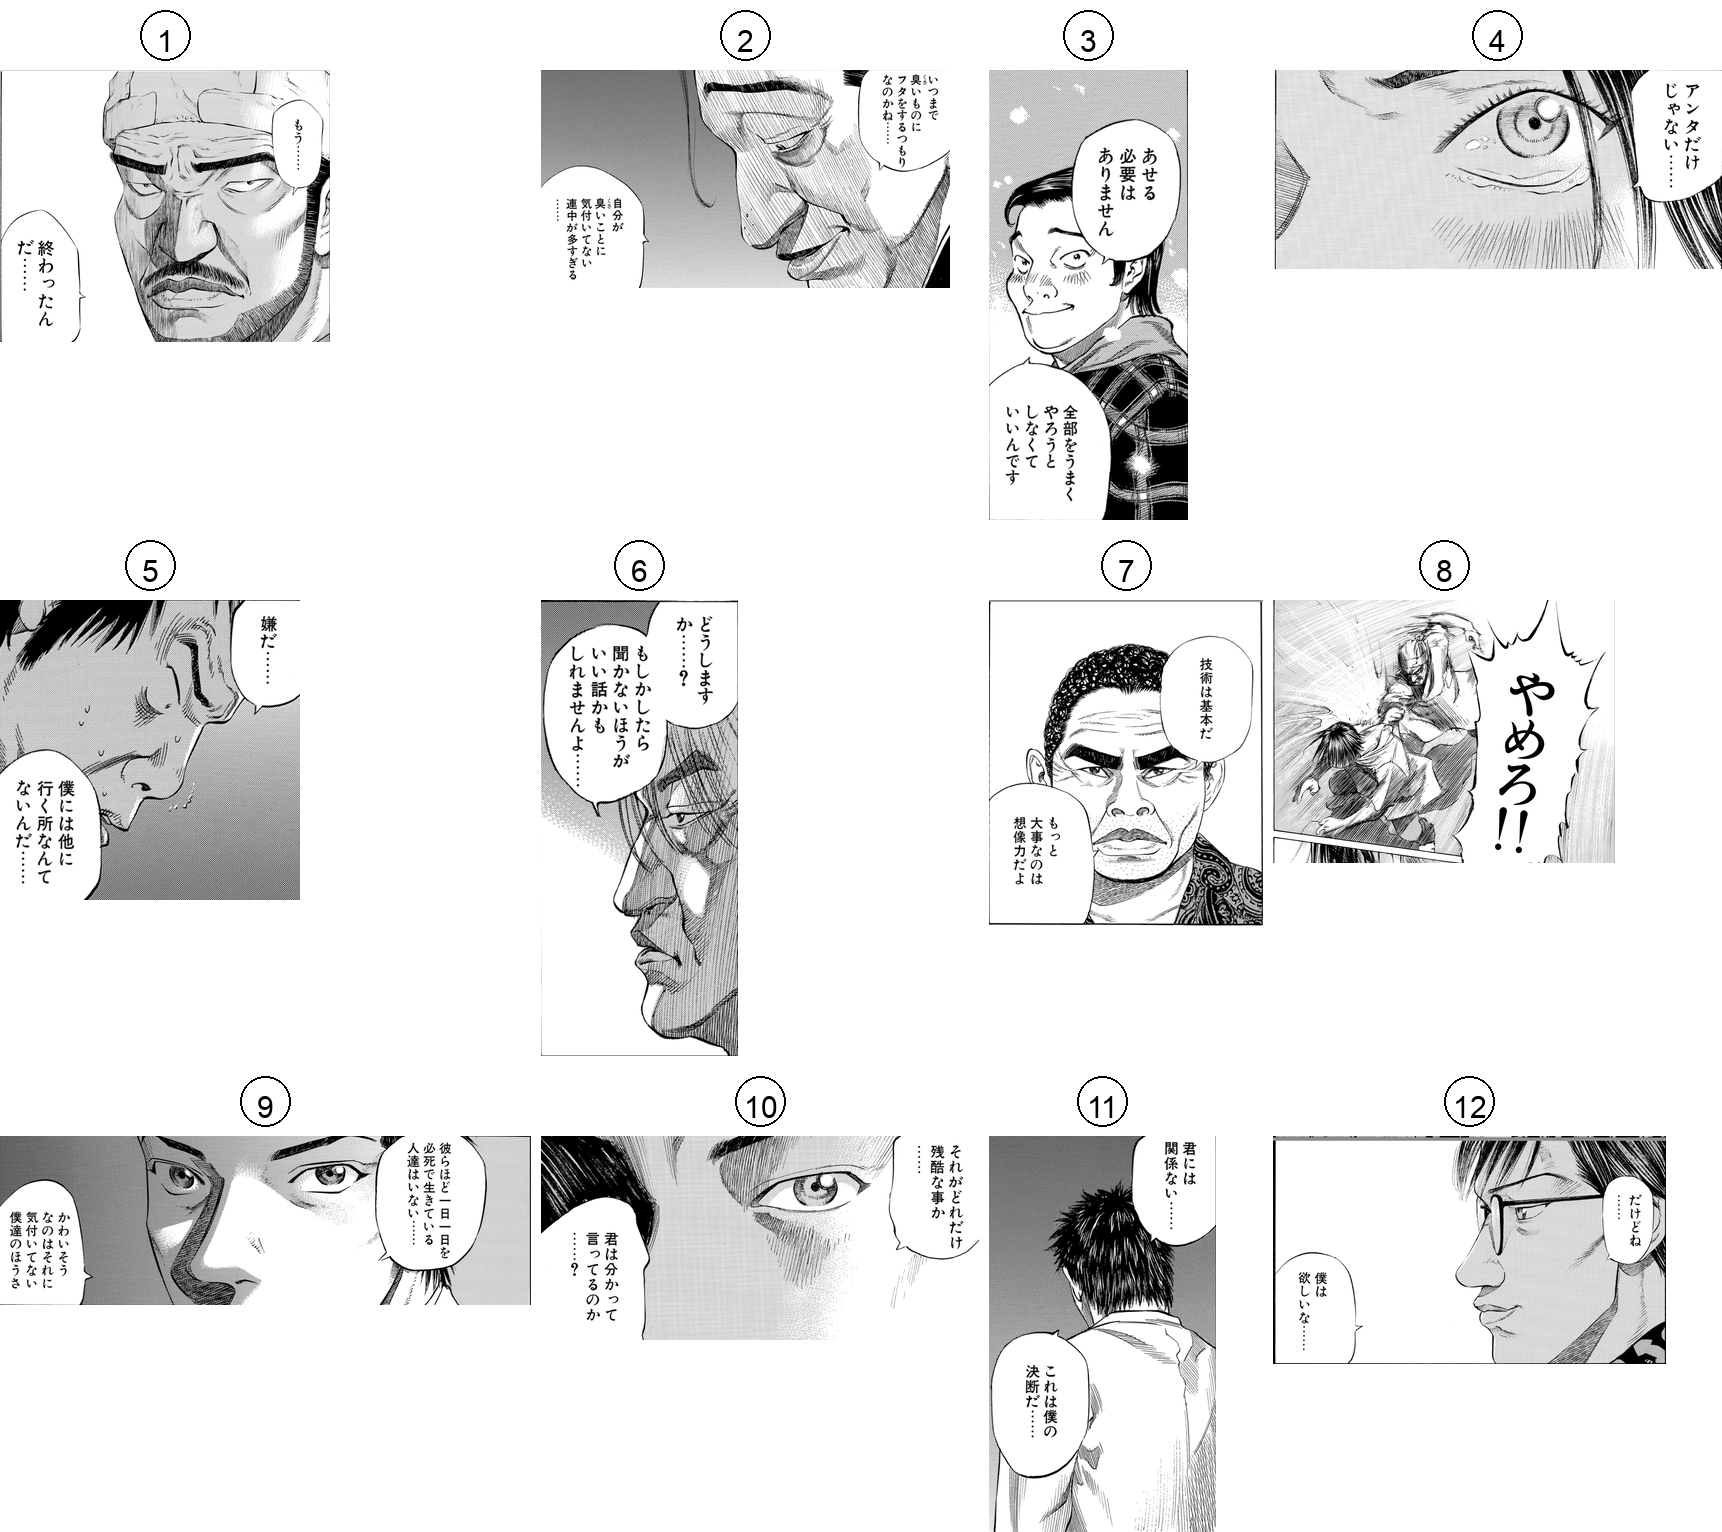 1
もう……
終わったん
だ……
2
いつまで
臭いものに
フタをするつもり
なのかね……
自分が
臭いことに
気付いてない
連中が多すぎる
……
3
あせる
必要は
ありません
全部をうまく
やろうと
しなくて
いいんです
4
アンタだけ
じゃない……
5
嫌だ……
僕には他に
行く所なんて
ないんだ……
6
どうします
か……?
もしかしたら
聞かないほうが
いい話かも
しれませんよ……
7
技術は基本だ
もっと
大事なのは
想像力だよ
8
やめろ!!
9
彼らほど一日一日を
必死で生きている
人達はいない……
かわいそう
なのはそれに
気付いてない
僕達のほうさ
10
それがどれだけ
残酷な事か
……
君は分かって
言ってるのか
……?
11
君には
関係ない……
これは僕の
決断だ……
12
だけどね
……
僕は
欲しいな……